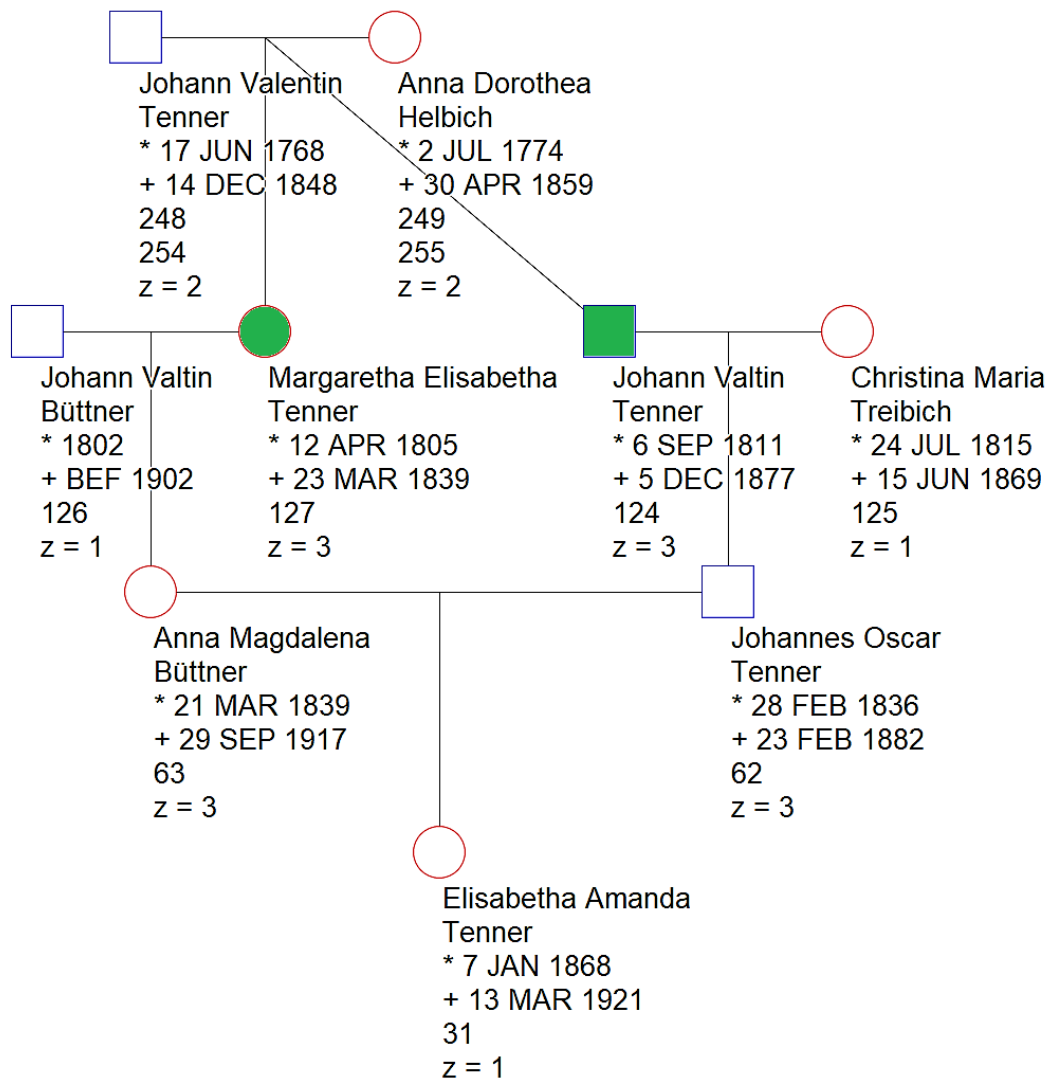 Johann Valentin
Tenner
* 17 JUN 1768
+ 14 DEC 1848
248
254
z = 2
Anna Dorothea
Helbich
* 2 JUL 1774
+ 30 APR 1859
249
255
z = 2
Johann Valtin
Büttner
* 1802
+ BEF 1902
126
z = 1
Margaretha Elisabetha
Tenner
* 12 APR 1805
+ 23 MAR 1839
127
z = 3
Johann Valtin
Tenner
* 6 SEP 1811
+ 5 DEC 1877
124
z = 3
Christina Maria
Treibich
* 24 JUL 1815
+ 15 JUN 1869
125
z = 1
Anna Magdalena
Büttner
* 21 MAR 1839
+ 29 SEP 1917
63
z = 3
Johannes Oscar
Tenner
* 28 FEB 1836
+ 23 FEB 1882
62
z = 3
Elisabetha Amanda
Tenner
* 7 JAN 1868
+ 13 MAR 1921
31
z = 1